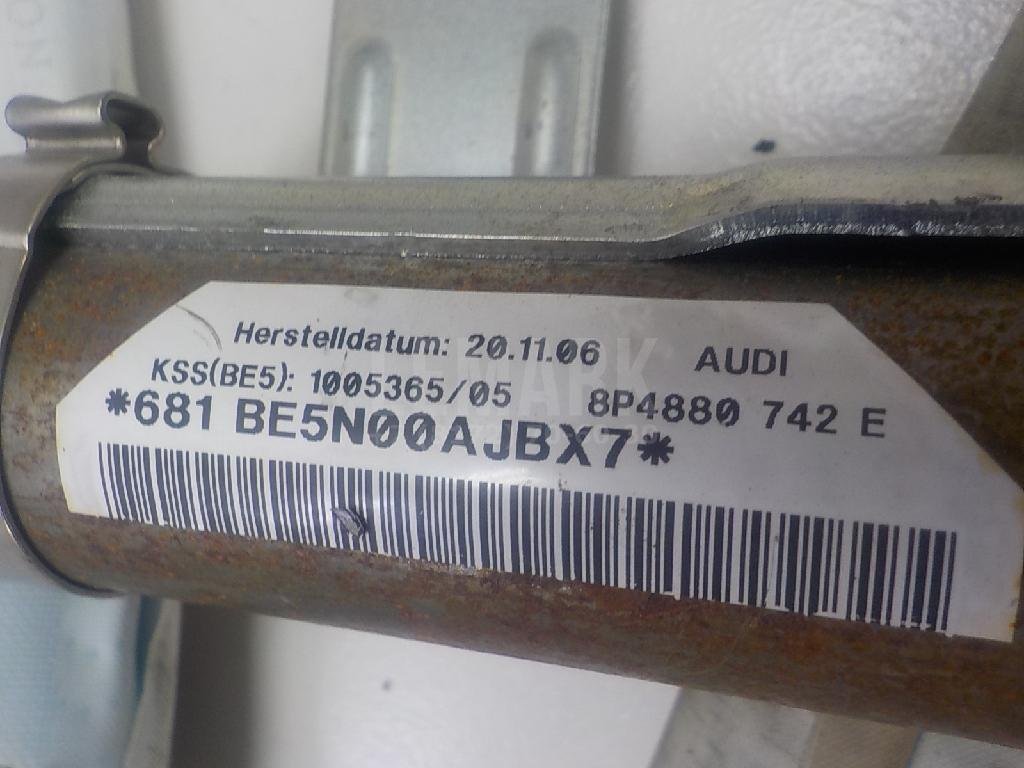 Herstelldatum: 20.11.06 AUDI
KSS(BE5): 1005365/05 8P4880 742 E
*681 BE5N00AJBX7*